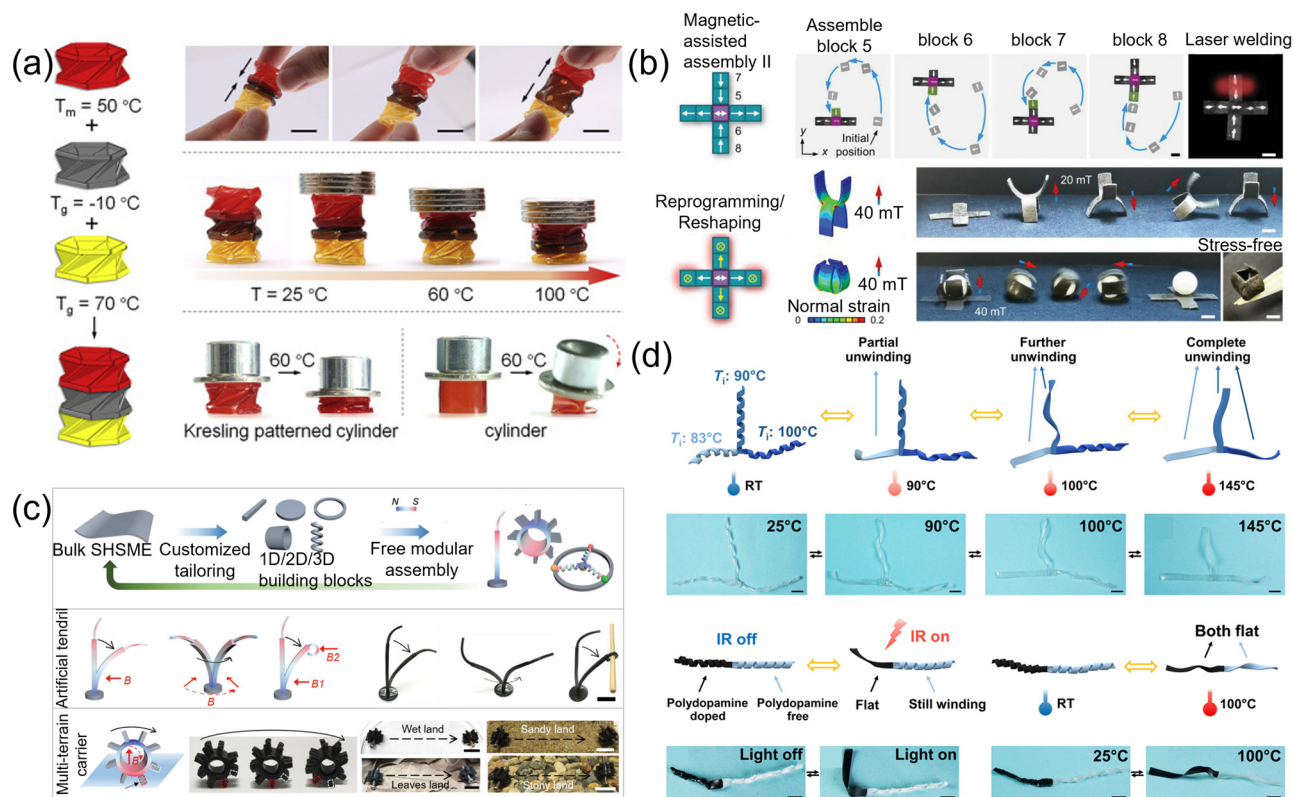 (a)
Tm = 50 °C
+
Tg = -10 °C
+
Tg = 70 °C
T = 25 °C
60 °C
100 °C
60 °C
60 °C
Kresling patterned cylinder
cylinder
(b)
Magnetic-
assisted
assembly II
7
5
6
8
Assemble
block 5
block 6
block 7
block 8
Laser welding
y
x
Initial
position
Reprogramming/
Reshaping
40 mT
40 mT
Normal strain
0
0.2
20 mT
Stress-free
40 mT
(c)
Bulk SHSME
Customized
tailoring
1D/2D/3D
building blocks
N S
Free modular
assembly
Artificial tendril
B
B
B2
B1
Multi-terrain
carrier
B
Wet land
Sandy land
Leaves land
Stony land
(d)
Partial
unwinding
Further
unwinding
Complete
unwinding
Ti: 90°C
Ti: 83°C
Ti: 100°C
RT
90°C
100°C
145°C
25°C
90°C
100°C
145°C
IR off
IR on
Both flat
Polydopamine
doped
Polydopamine
free
Flat
Still winding
RT
100°C
Light off
Light on
25°C
100°C